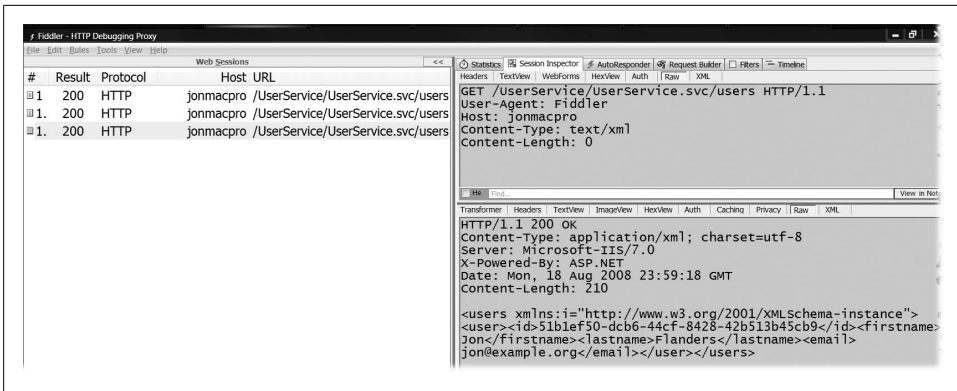 Fiddler - HTTP Debugging Proxy
File Edit Rules Tools View Help
Web Sessions <<
# Result Protocol Host URL
1 200 HTTP jonmacpro /UserService/UserService.svc/users
1. 200 HTTP jonmacpro /UserService/UserService.svc/users
1. 200 HTTP jonmacpro /UserService/UserService.svc/users
Statistics Session Inspector AutoResponder Request Builder Filters Timeline
Headers TextView WebForms HexView Auth Raw XML
GET /UserService/UserService.svc/users HTTP/1.1
User-Agent: Fiddler
Host: jonmacpro
Content-Type: text/xml
Content-Length: 0
He Find... View in Not
Transformer Headers TextView ImageView HexView Auth Caching Privacy Raw XML
HTTP/1.1 200 OK
Content-Type: application/xml; charset=utf-8
Server: Microsoft-IIS/7.0
X-Powered-By: ASP.NET
Date: Mon, 18 Aug 2008 23:59:18 GMT
Content-Length: 210
<users xmlns:i="http://www.w3.org/2001/XMLSchema-instance">
<user><id>51b1ef50-dcb6-44cf-8428-42b513b45cb9</id><firstname>
Jon</firstname><lastname>Flanders</lastname><email>
jon@example.org</email></user></users>